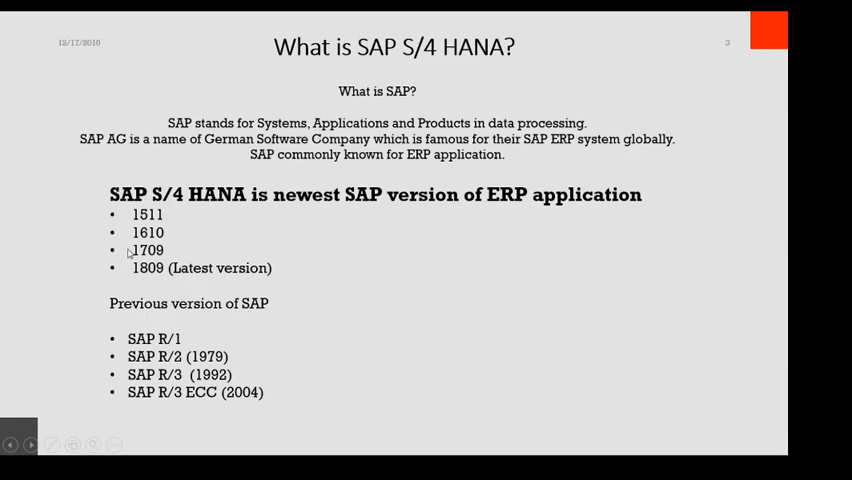 12/17/2018
What is SAP S/4 HANA?
3
What is SAP?
SAP stands for Systems, Applications and Products in data processing.
SAP AG is a name of German Software Company which is famous for their SAP ERP system globally.
SAP commonly known for ERP application.
SAP S/4 HANA is newest SAP version of ERP application
• 1511
• 1610
• 1709
• 1809 (Latest version)
Previous version of SAP
• SAP R/1
• SAP R/2 (1979)
• SAP R/3 (1992)
• SAP R/3 ECC (2004)